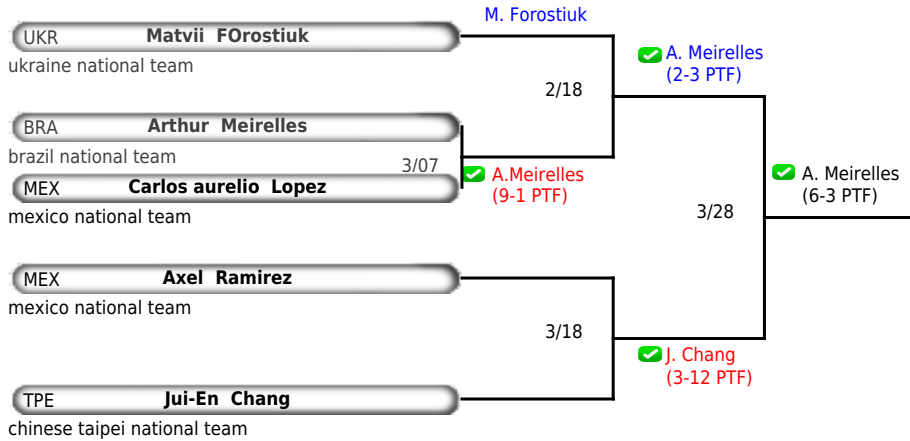 M. Forostiuk
UKR Matvii FOrostiuk
ukraine national team
A. Meirelles
(2-3 PTF)
2/18
BRA Arthur Meirelles
brazil national team
3/07
A.Meirelles
(9-1 PTF)
MEX Carlos aurelio Lopez
mexico national team
A. Meirelles
(6-3 PTF)
3/28
MEX Axel Ramirez
mexico national team
3/18
J. Chang
(3-12 PTF)
TPE Jui-En Chang
chinese taipei national team